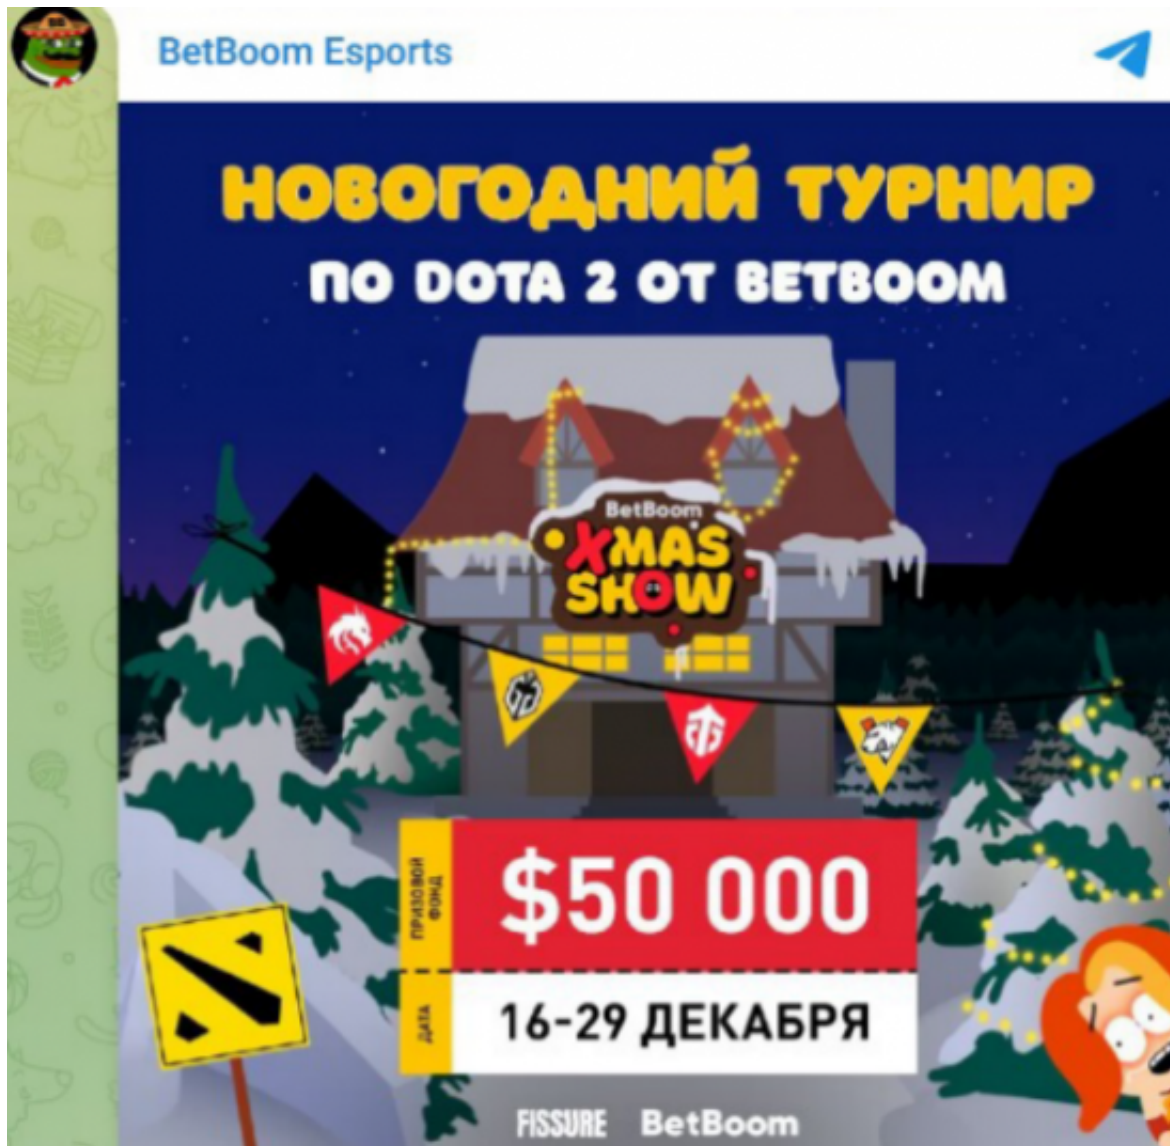 BetBoom Esports
НОВОГОДНИЙ ТУРНИР
ПО DOTA 2 ОТ BETBOOM
BetBoom
XMAS
SHOW
ПРИЗОВОЙ
ФОНД
$50 000
ДАТА
16-29 ДЕКАБРЯ
FISSURE BetBoom